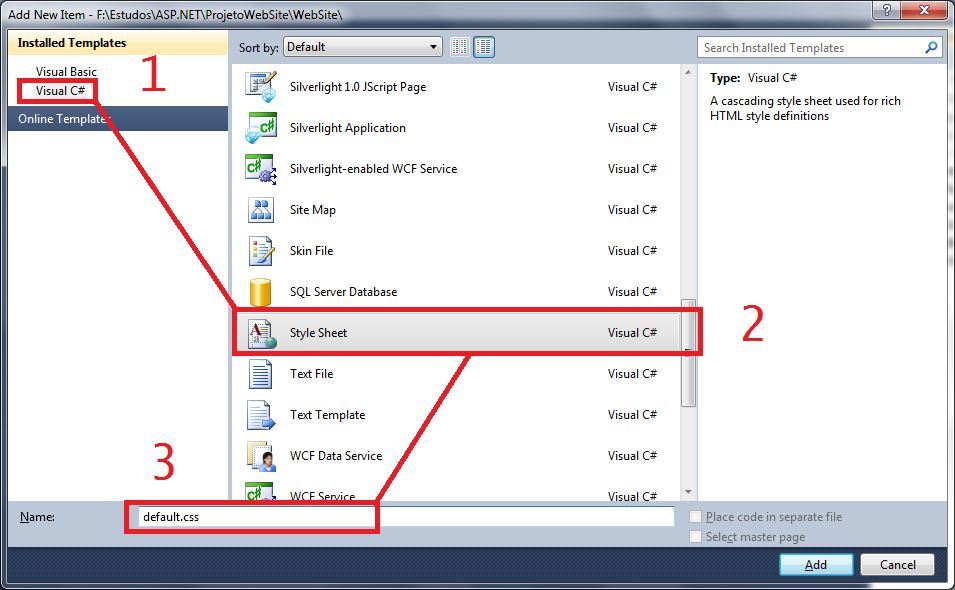 Add New Item - F:\Estudos\ASP.NET\ProjetoWebSite\WebSite\
Installed Templates
Visual Basic
Visual C#
Online Template
1
Sort by: Default
Search Installed Templates
Silverlight 1.0 JScript Page Visual C#
Silverlight Application Visual C#
Silverlight-enabled WCF Service Visual C#
Site Map Visual C#
Skin File Visual C#
SQL Server Database Visual C#
Style Sheet Visual C#
Text File Visual C#
Text Template Visual C#
WCF Data Service Visual C#
WCF Service Visual C#
Type: Visual C#
A cascading style sheet used for rich
HTML style definitions
2
3
Name: default.css
Place code in separate file
Select master page
Add Cancel